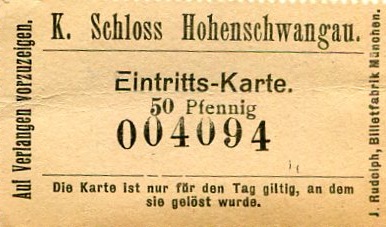 Auf Verlangen vorzuzeigen.
K. Schloss Hohenschwangau.
Eintritts-Karte.
50 Pfennig
004094
Die Karte ist nur für den Tag giltig, an dem
sie gelöst wurde.
J. Rudolph, Billetfabrik München.